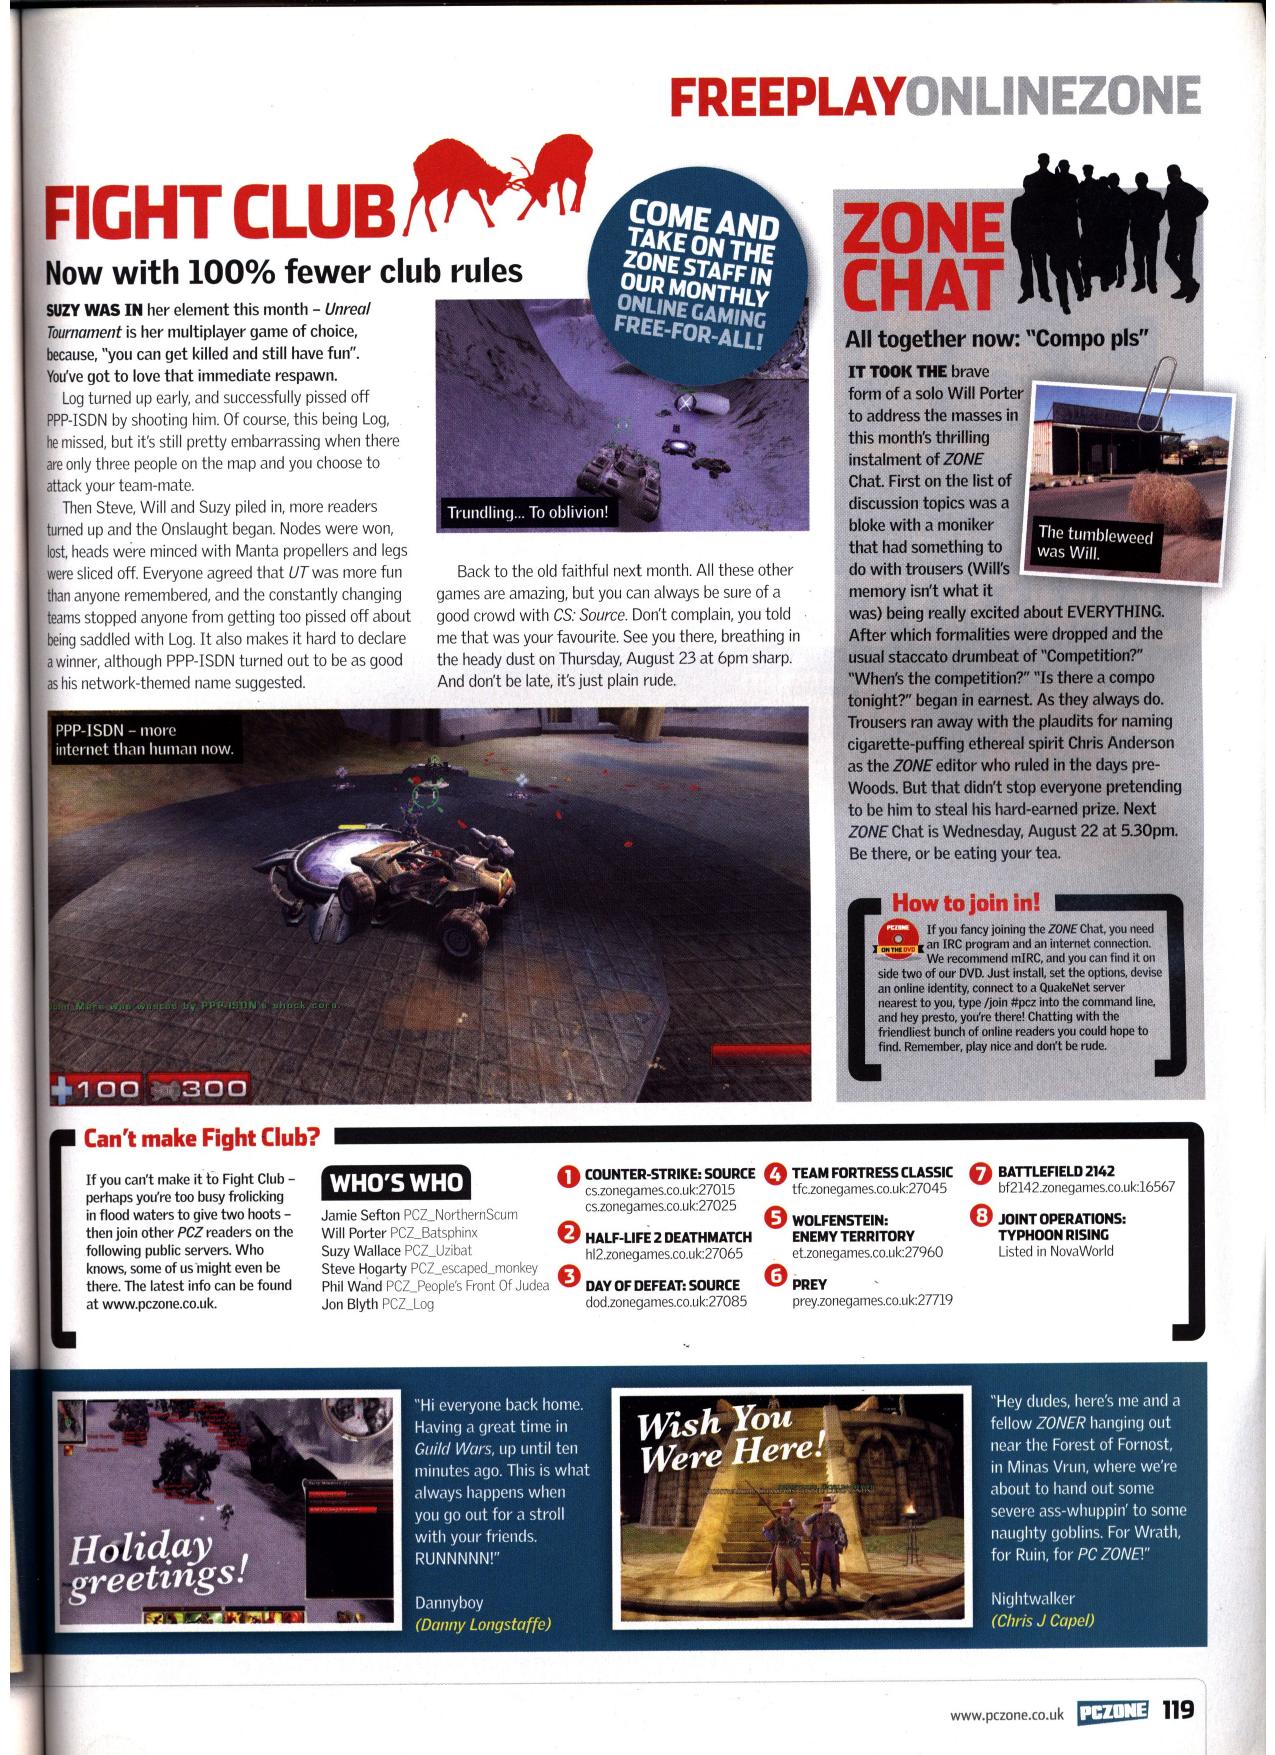 FREEPLAYONLINEZONE
FIGHT CLUB
Now with 100% fewer club rules
SUZY WAS IN her element this month – Unreal
Tournament is her multiplayer game of choice,
because, "you can get killed and still have fun".
You've got to love that immediate respawn.
Log turned up early, and successfully pissed off
PPP-ISDN by shooting him. Of course, this being Log,
he missed, but it's still pretty embarrassing when there
are only three people on the map and you choose to
attack your team-mate.
Then Steve, Will and Suzy piled in, more readers
turned up and the Onslaught began. Nodes were won,
lost, heads were minced with Manta propellers and legs
were sliced off. Everyone agreed that UT was more fun
than anyone remembered, and the constantly changing
teams stopped anyone from getting too pissed off about
being saddled with Log. It also makes it hard to declare
a winner, although PPP-ISDN turned out to be as good
as his network-themed name suggested.
COME AND
TAKE ON THE
ZONE STAFF IN
OUR MONTHLY
ONLINE GAMING
FREE-FOR-ALL!
Trundling... To oblivion!
Back to the old faithful next month. All these other
games are amazing, but you can always be sure of a
good crowd with CS: Source. Don't complain, you told
me that was your favourite. See you there, breathing in
the heady dust on Thursday, August 23 at 6pm sharp.
And don't be late, it's just plain rude.
PPP-ISDN – more
internet than human now.
was wasted by PPP-ISDN's shock core.
100 300
ZONE
CHAT
All together now: "Compo pls"
IT TOOK THE brave
form of a solo Will Porter
to address the masses in
this month's thrilling
instalment of ZONE
Chat. First on the list of
discussion topics was a
bloke with a moniker
that had something to
do with trousers (Will's
memory isn't what it
was) being really excited about EVERYTHING.
After which formalities were dropped and the
usual staccato drumbeat of "Competition?"
"When's the competition?" "Is there a compo
tonight?" began in earnest. As they always do.
Trousers ran away with the plaudits for naming
cigarette-puffing ethereal spirit Chris Anderson
as the ZONE editor who ruled in the days pre-
Woods. But that didn't stop everyone pretending
to be him to steal his hard-earned prize. Next
ZONE Chat is Wednesday, August 22 at 5.30pm.
Be there, or be eating your tea.
The tumbleweed
was Will.
How to join in!
PCZONE
ON THE DVD
If you fancy joining the ZONE Chat, you need
an IRC program and an internet connection.
We recommend mIRC, and you can find it on
side two of our DVD. Just install, set the options, devise
an online identity, connect to a QuakeNet server
nearest to you, type /join #pcz into the command line,
and hey presto, you're there! Chatting with the
friendliest bunch of online readers you could hope to
find. Remember, play nice and don't be rude.
Can't make Fight Club?
If you can't make it to Fight Club –
perhaps you're too busy frolicking
in flood waters to give two hoots –
then join other PCZ readers on the
following public servers. Who
knows, some of us might even be
there. The latest info can be found
at www.pczone.co.uk.
WHO'S WHO
Jamie Sefton PCZ_NorthernScum
Will Porter PCZ_Batsphinx
Suzy Wallace PCZ_Uzibat
Steve Hogarty PCZ_escaped_monkey
Phil Wand PCZ_People's Front Of Judea
Jon Blyth PCZ_Log
1 COUNTER-STRIKE: SOURCE
cs.zonegames.co.uk:27015
cs.zonegames.co.uk:27025
2 HALF-LIFE 2 DEATHMATCH
hl2.zonegames.co.uk:27065
3 DAY OF DEFEAT: SOURCE
dod.zonegames.co.uk:27085
4 TEAM FORTRESS CLASSIC
tfc.zonegames.co.uk:27045
5 WOLFENSTEIN:
ENEMY TERRITORY
et.zonegames.co.uk:27960
6 PREY
prey.zonegames.co.uk:27719
7 BATTLEFIELD 2142
bf2142.zonegames.co.uk:16567
8 JOINT OPERATIONS:
TYPHOON RISING
Listed in NovaWorld
Holiday
greetings!
"Hi everyone back home.
Having a great time in
Guild Wars, up until ten
minutes ago. This is what
always happens when
you go out for a stroll
with your friends.
RUNNNNN!"
Dannyboy
(Danny Longstaffe)
Wish You
Were Here!
"Hey dudes, here's me and a
fellow ZONER hanging out
near the Forest of Fornost,
in Minas Vrun, where we're
about to hand out some
severe ass-whuppin' to some
naughty goblins. For Wrath,
for Ruin, for PC ZONE!"
Nightwalker
(Chris J Capel)
www.pczone.co.uk PCZONE 119